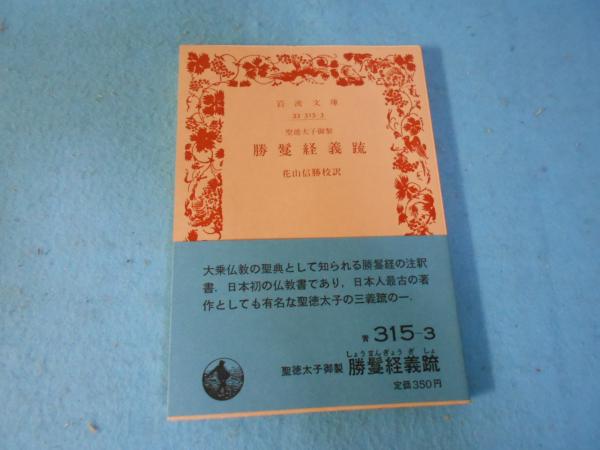 岩波文庫
33-315-3
聖徳太子御製
勝鬘経義疏
花山信勝校訳
大乗仏教の聖典として知られる勝鬘経の注釈
書．日本初の仏教書であり，日本人最古の著
作としても有名な聖徳太子の三義疏の一．
青 315-3
しょうまんぎょうぎしょ
聖徳太子御製 勝鬘経義疏
定価350円